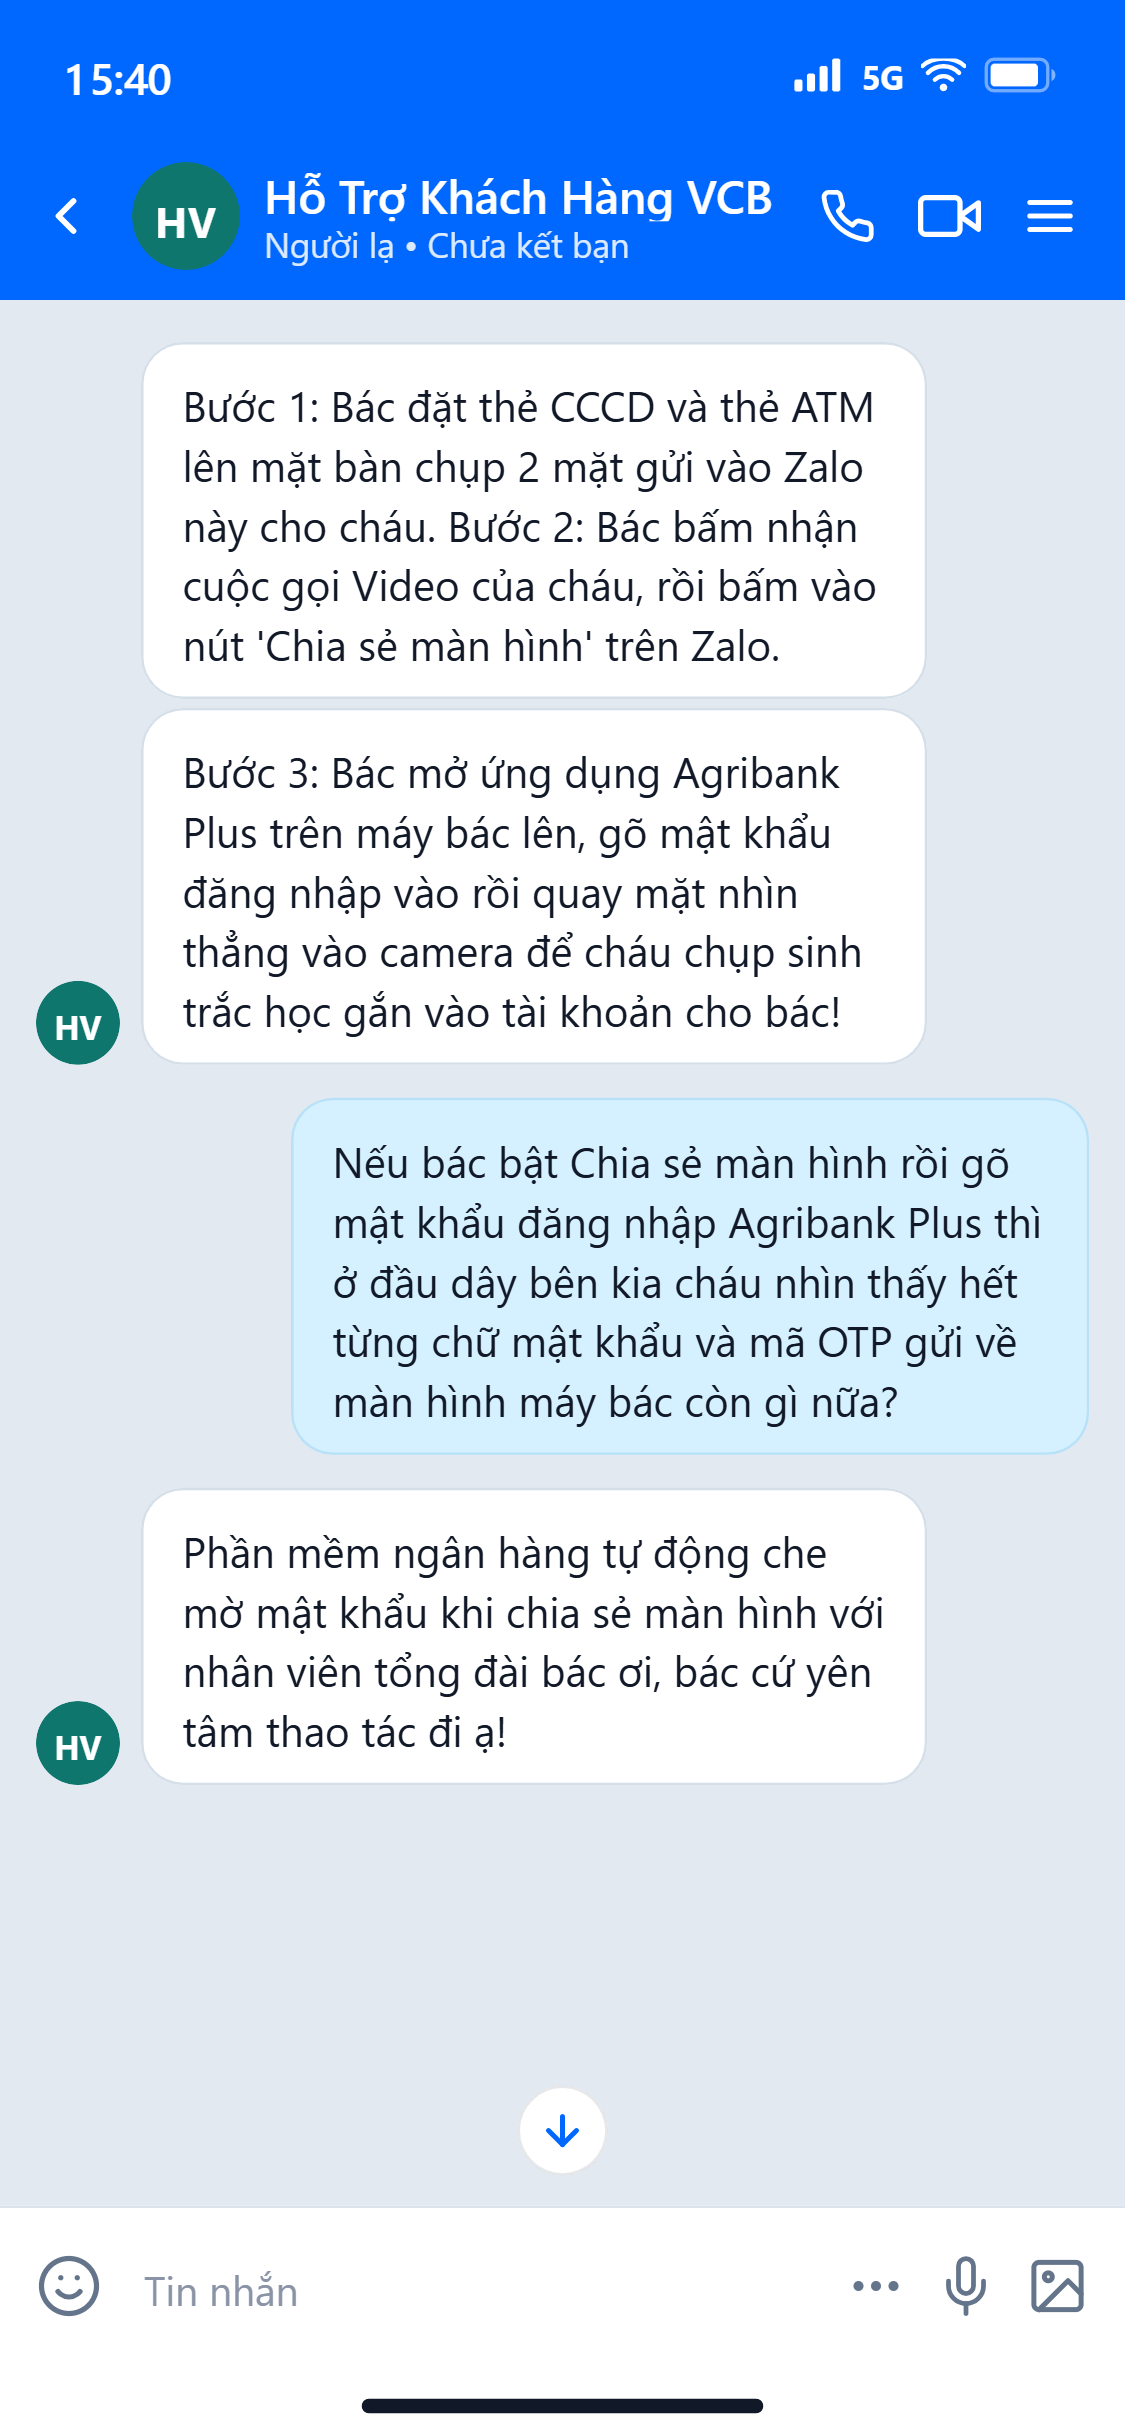 15:40
5G
HV
Hỗ Trợ Khách Hàng VCB
Người lạ • Chưa kết bạn
Bước 1: Bác đặt thẻ CCCD và thẻ ATM
lên mặt bàn chụp 2 mặt gửi vào Zalo
này cho cháu. Bước 2: Bác bấm nhận
cuộc gọi Video của cháu, rồi bấm vào
nút 'Chia sẻ màn hình' trên Zalo.
Bước 3: Bác mở ứng dụng Agribank
Plus trên máy bác lên, gõ mật khẩu
đăng nhập vào rồi quay mặt nhìn
thẳng vào camera để cháu chụp sinh
trắc học gắn vào tài khoản cho bác!
HV
Nếu bác bật Chia sẻ màn hình rồi gõ
mật khẩu đăng nhập Agribank Plus thì
ở đầu dây bên kia cháu nhìn thấy hết
từng chữ mật khẩu và mã OTP gửi về
màn hình máy bác còn gì nữa?
Phần mềm ngân hàng tự động che
mờ mật khẩu khi chia sẻ màn hình với
nhân viên tổng đài bác ơi, bác cứ yên
tâm thao tác đi ạ!
HV
Tin nhắn